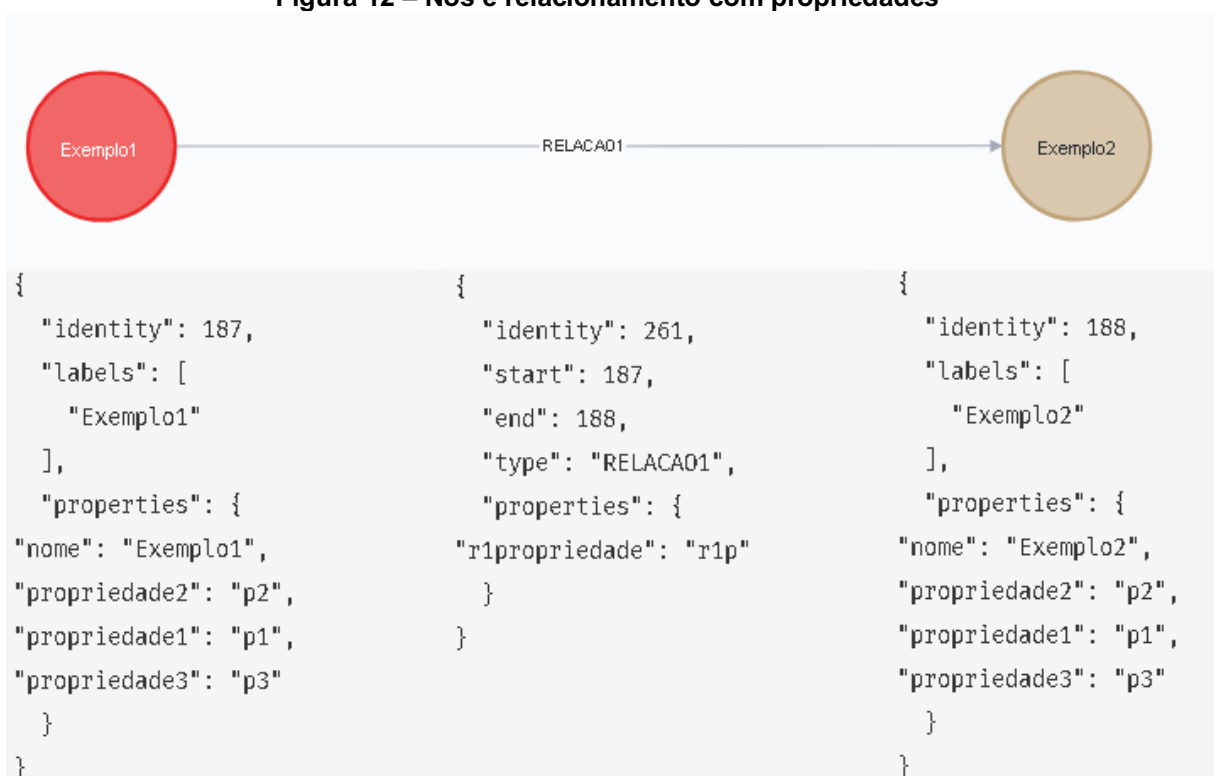 Figura 12 – Nós e relacionamento com propriedades
Exemplo1
RELACAO1
Exemplo2
{
"identity": 187,
"labels": [
"Exemplo1"
],
"properties": {
"nome": "Exemplo1",
"propriedade2": "p2",
"propriedade1": "p1",
"propriedade3": "p3"
}
}
{
"identity": 261,
"start": 187,
"end": 188,
"type": "RELACAO1",
"properties": {
"r1propriedade": "r1p"
}
}
{
"identity": 188,
"labels": [
"Exemplo2"
],
"properties": {
"nome": "Exemplo2",
"propriedade2": "p2",
"propriedade1": "p1",
"propriedade3": "p3"
}
}